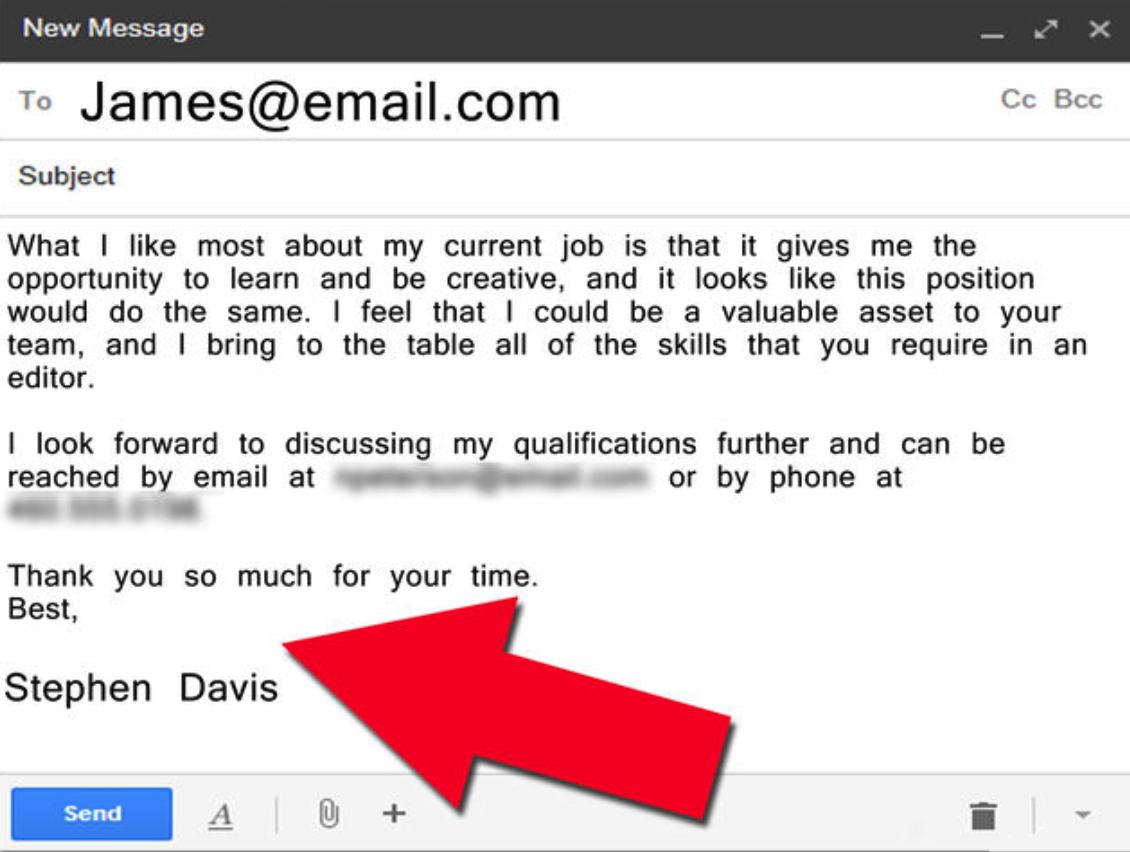 New Message
To James@email.com Cc Bcc
Subject
What I like most about my current job is that it gives me the
opportunity to learn and be creative, and it looks like this position
would do the same. I feel that I could be a valuable asset to your
team, and I bring to the table all of the skills that you require in an
editor.
I look forward to discussing my qualifications further and can be
reached by email at or by phone at
Thank you so much for your time.
Best,
Stephen Davis
Send A